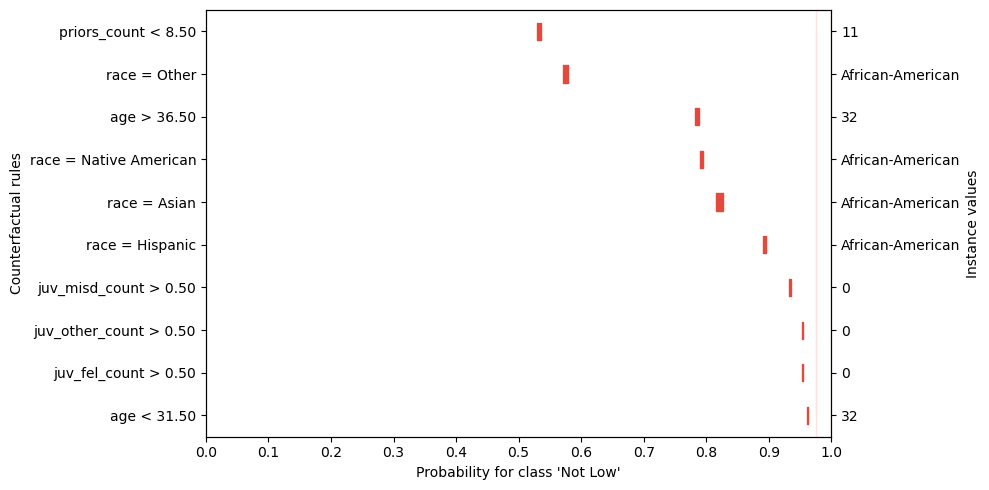 priors_count < 8.50
11
race = Other
African-American
age > 36.50
32
race = Native American
African-American
race = Asian
African-American
race = Hispanic
African-American
juv_misd_count > 0.50
0
juv_other_count > 0.50
0
juv_fel_count > 0.50
0
age < 31.50
32
Counterfactual rules
Instance values
0.0 0.1 0.2 0.3 0.4 0.5 0.6 0.7 0.8 0.9 1.0
Probability for class 'Not Low'